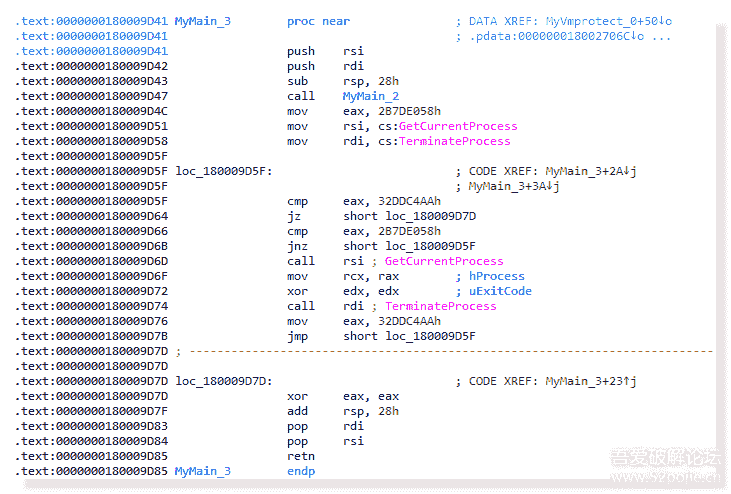 .text:0000000180009D41 MyMain_3 proc near ; DATA XREF: MyVmprotect_0+50↓o
.text:0000000180009D41 ; .pdata:000000018002706C↓o ...
.text:0000000180009D41 push rsi
.text:0000000180009D42 push rdi
.text:0000000180009D43 sub rsp, 28h
.text:0000000180009D47 call MyMain_2
.text:0000000180009D4C mov eax, 2B7DE058h
.text:0000000180009D51 mov rsi, cs:GetCurrentProcess
.text:0000000180009D58 mov rdi, cs:TerminateProcess
.text:0000000180009D5F
.text:0000000180009D5F loc_180009D5F: ; CODE XREF: MyMain_3+2A↓j
.text:0000000180009D5F ; MyMain_3+3A↓j
.text:0000000180009D5F cmp eax, 32DDC4AAh
.text:0000000180009D64 jz short loc_180009D7D
.text:0000000180009D66 cmp eax, 2B7DE058h
.text:0000000180009D6B jnz short loc_180009D5F
.text:0000000180009D6D call rsi ; GetCurrentProcess
.text:0000000180009D6F mov rcx, rax ; hProcess
.text:0000000180009D72 xor edx, edx ; uExitCode
.text:0000000180009D74 call rdi ; TerminateProcess
.text:0000000180009D76 mov eax, 32DDC4AAh
.text:0000000180009D7B jmp short loc_180009D5F
.text:0000000180009D7D ; ---------------------------------------------------------------------------
.text:0000000180009D7D
.text:0000000180009D7D loc_180009D7D: ; CODE XREF: MyMain_3+23↑j
.text:0000000180009D7D xor eax, eax
.text:0000000180009D7F add rsp, 28h
.text:0000000180009D83 pop rdi
.text:0000000180009D84 pop rsi
.text:0000000180009D85 retn
.text:0000000180009D85 MyMain_3 endp
吾爱破解论坛
www.52pojie.cn